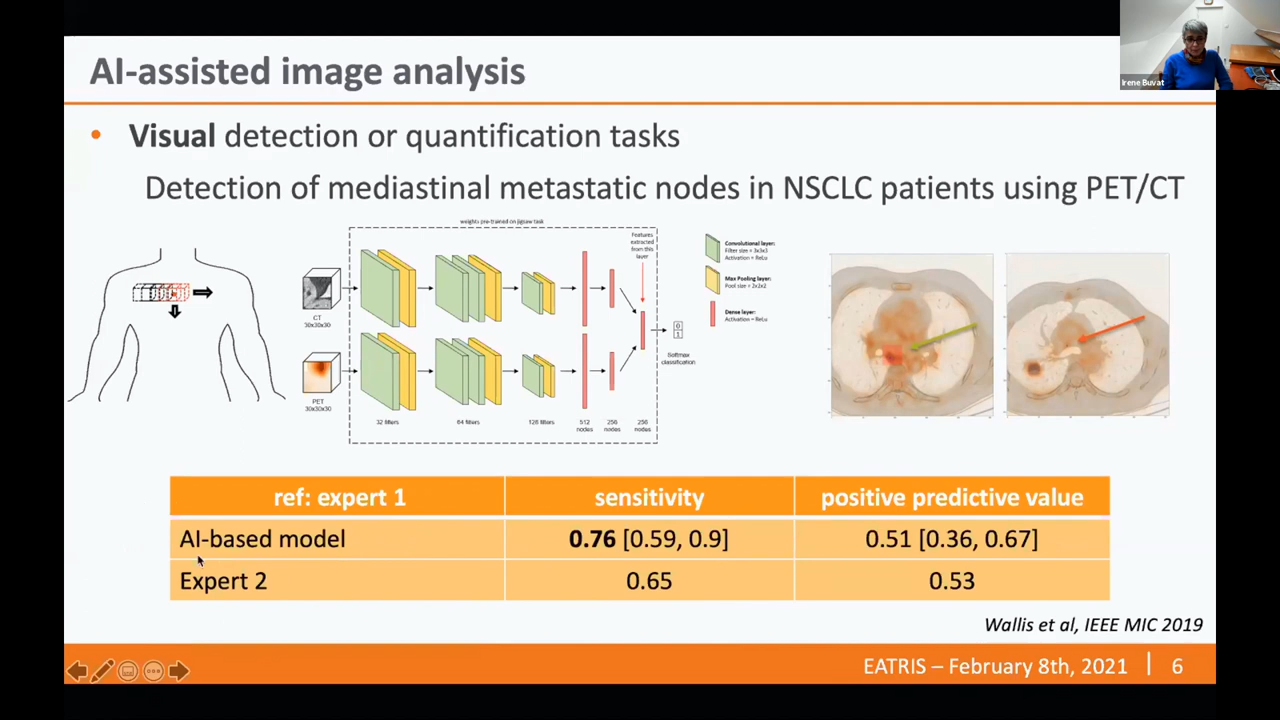 AI-assisted image analysis
Irene Buvat
• Visual detection or quantification tasks
Detection of mediastinal metastatic nodes in NSCLC patients using PET/CT
weights pre-trained on jigsaw task
Features
extracted
from this
layer
CT
30x30x30
PET
30x30x30
32 filters
64 filters
128 filters
512
nodes
256
nodes
256
nodes
0
1
Softmax
classification
Convolutional layer:
Filter size = 3x3x3
Activation = ReLu
Max Pooling layer:
Pool size = 2x2x2
Dense layer:
Activation = ReLu
ref: expert 1 sensitivity positive predictive value
AI-based model 0.76 [0.59, 0.9] 0.51 [0.36, 0.67]
Expert 2 0.65 0.53
Wallis et al, IEEE MIC 2019
EATRIS – February 8th, 2021 | 6